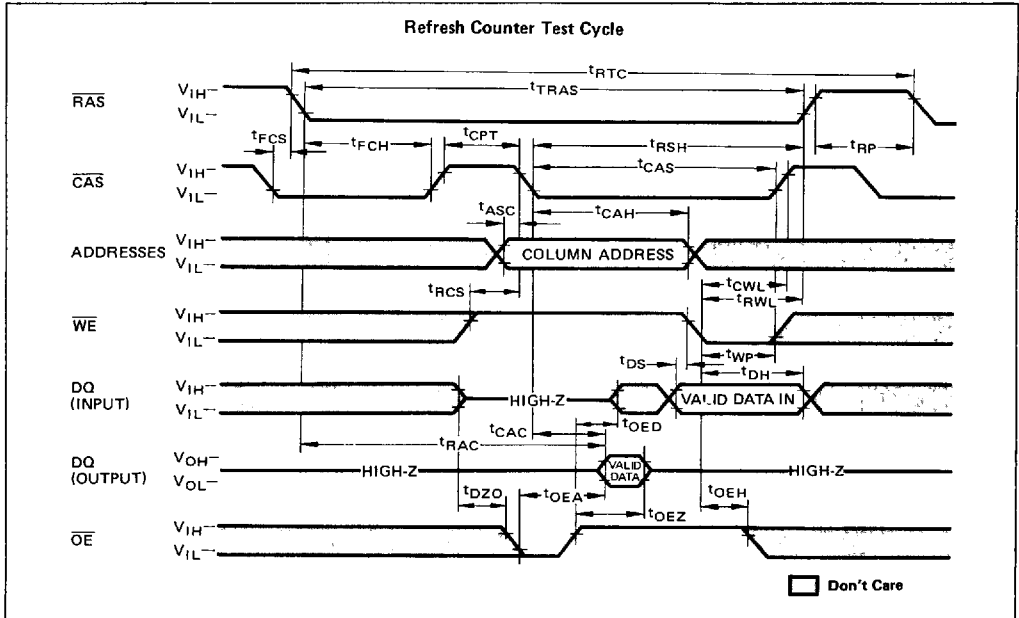 Refresh Counter Test Cycle
tRTC
tTRAS
RAS
VIH
VIL
tFCS
tFCH
tCPT
tRSH
tRP
tCAS
CAS
VIH
VIL
tASC
tCAH
ADDRESSES
VIH
VIL
COLUMN ADDRESS
tRCS
tCWL
tRWL
WE
VIH
VIL
tWP
tDS
tDH
DQ
(INPUT)
VIH
VIL
HIGH-Z
VALID DATA IN
tOED
tCAC
tRAC
DQ
(OUTPUT)
VOH
VOL
HIGH-Z
VALID
DATA
HIGH-Z
tDZO
tOEA
tOEZ
tOEH
OE
VIH
VIL
Don't Care